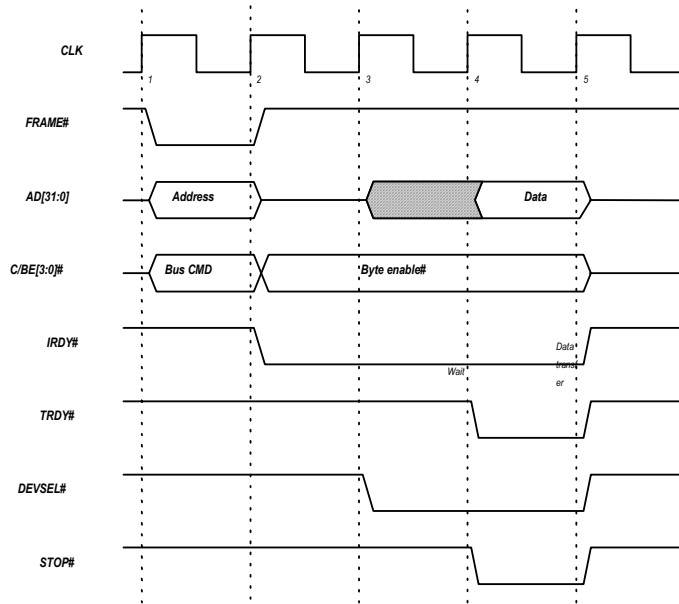 CLK
1 2 3 4 5
FRAME#
AD[31:0] Address Data
C/BE[3:0]# Bus CMD Byte enable#
IRDY#
Wait
Data
transf
er
TRDY#
DEVSEL#
STOP#